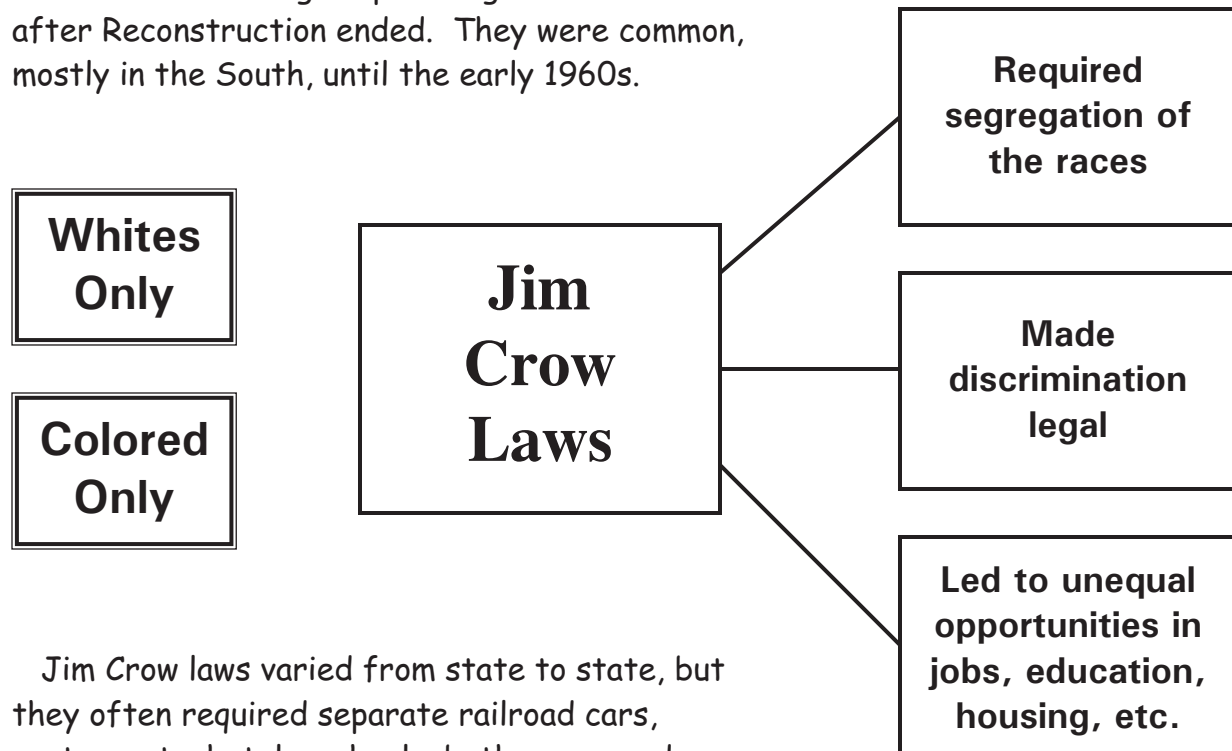 after Reconstruction ended. They were common,
mostly in the South, until the early 1960s.
Whites
Only
Colored
Only
Jim
Crow
Laws
Required
segregation of
the races
Made
discrimination
legal
Led to unequal
opportunities in
jobs, education,
housing, etc.
Jim Crow laws varied from state to state, but
they often required separate railroad cars,